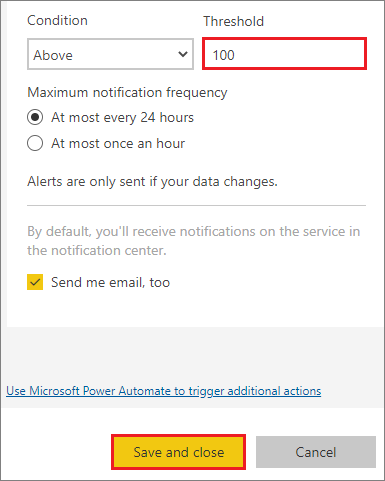 Condition Threshold
Above 100
Maximum notification frequency
At most every 24 hours
At most once an hour
Alerts are only sent if your data changes.
By default, you'll receive notifications on the service in
the notification center.
Send me email, too
Use Microsoft Power Automate to trigger additional actions
Save and close Cancel